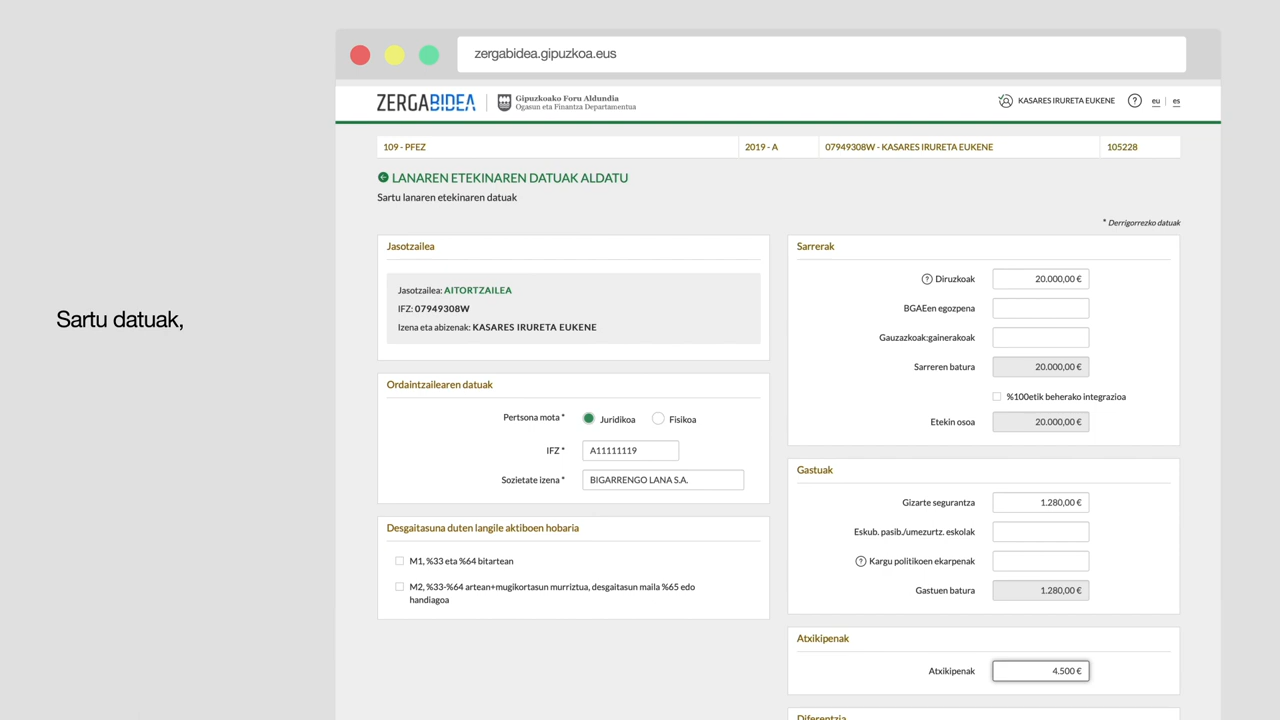 zergabidea.gipuzkoa.eus
ZERGABIDEA
Gipuzkoako Foru Aldundia
Ogasun eta Finantza Departamentua
KASARES IRURETA EUKENE
?
eu | es
109 - PFEZ
2019 - A
07949308W - KASARES IRURETA EUKENE
105228
LANAREN ETEKINAREN DATUAK ALDATU
Sartu lanaren etekinaren datuak
* Derrigorrezko datuak
Sartu datuak,
Jasotzailea
Jasotzailea: AITORTZAILEA
IFZ: 07949308W
Izena eta abizenak: KASARES IRURETA EUKENE
Ordaintzailearen datuak
Pertsona mota * Juridikoa Fisikoa
IFZ * A11111119
Sozietate izena * BIGARRENGO LANA S.A.
Desgaitasuna duten langile aktiboen hobaria
M1, %33 eta %64 bitartean
M2, %33-%64 artean+mugikortasun murriztua, desgaitasun maila %65 edo
handiagoa
Sarrerak
? Diruzkoak 20.000,00 €
BGAEen egozpena
Gauzazkoak:gainerakoak
Sarreren batura 20.000,00 €
%100etik beherako integrazioa
Etekin osoa 20.000,00 €
Gastuak
Gizarte segurantza 1.280,00 €
Eskub. pasib./umezurtz. eskolak
? Kargu politikoen ekarpenak
Gastuen batura 1.280,00 €
Atxikipenak
Atxikipenak 4.500 €
Diferentzia